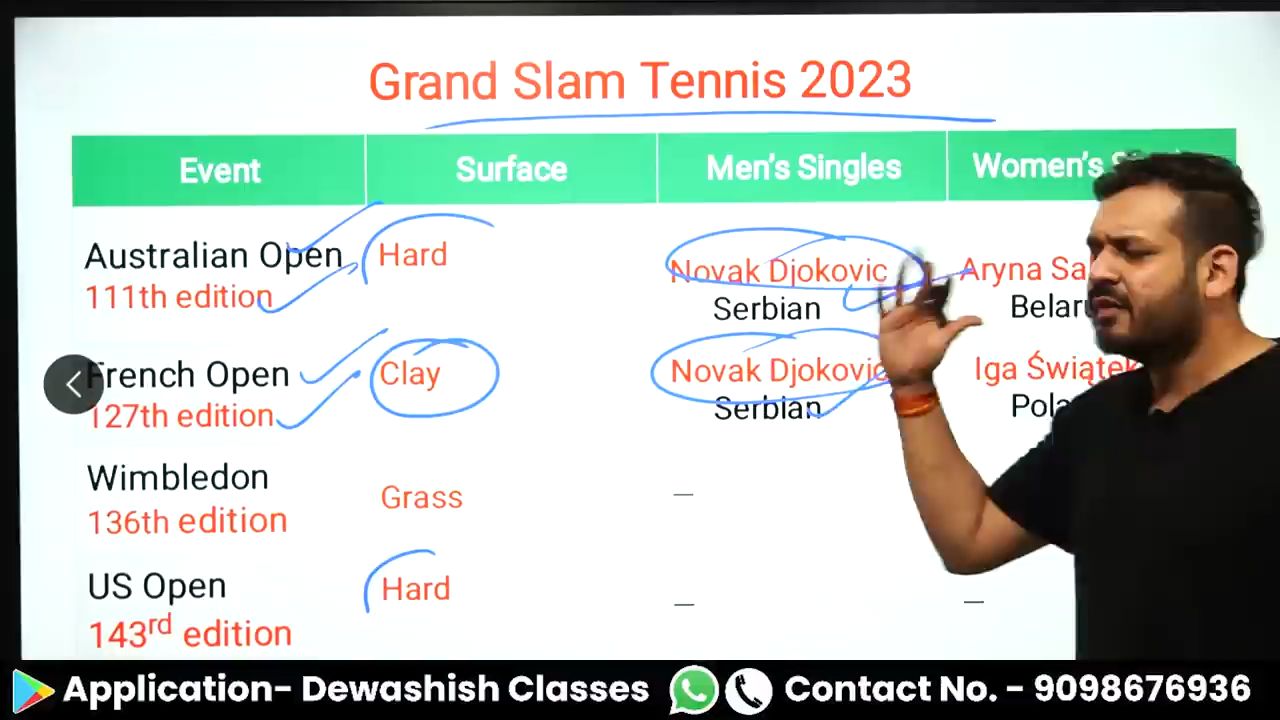 Grand Slam Tennis 2023
Event Surface Men's Singles Women's
Australian Open Hard Novak Djokovic Aryna
111th edition Serbian
French Open Clay Novak Djokovic Iga Świątek
127th edition Serbian
Wimbledon Grass –
136th edition
US Open Hard – –
143rd edition
Application- Dewashish Classes Contact No. - 9098676936